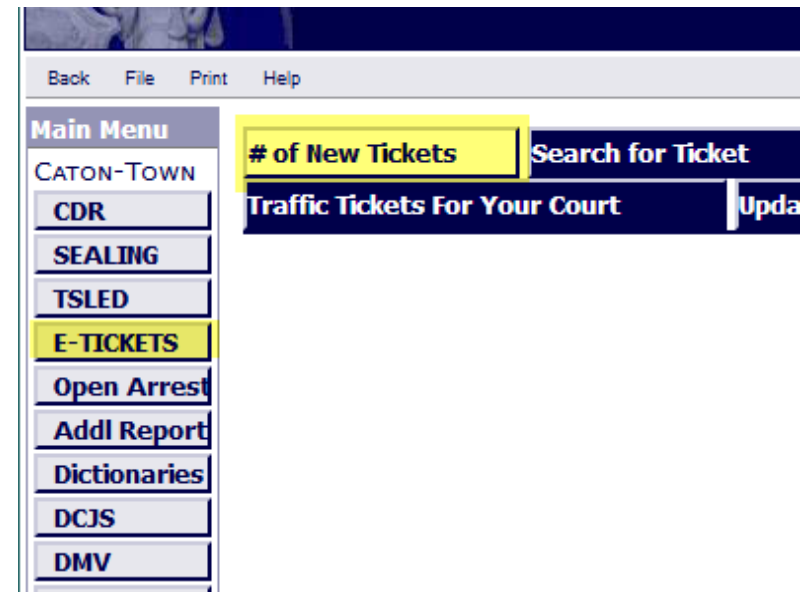 Back File Print Help
Main Menu
CATON-TOWN
CDR
SEALING
TSLED
E-TICKETS
Open Arrest
Addl Report
Dictionaries
DCJS
DMV
# of New Tickets Search for Ticket
Traffic Tickets For Your Court